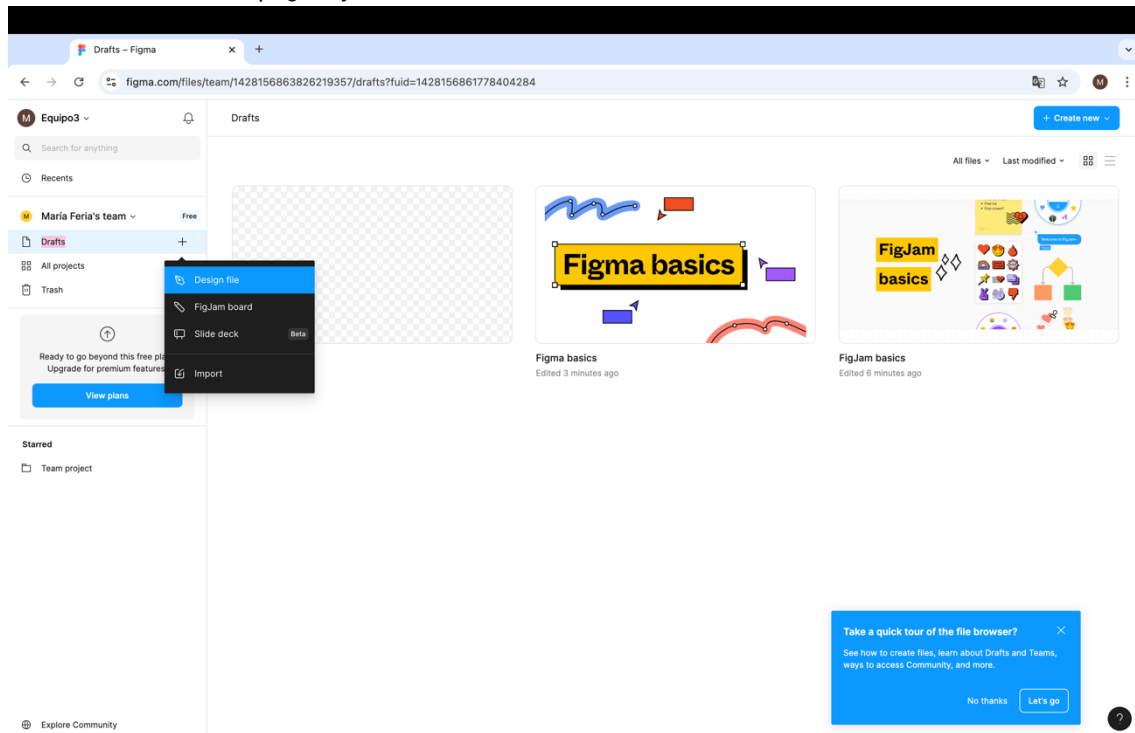 Drafts – Figma
figma.com/files/team/1428156863826219357/drafts?fuid=1428156861778404284
M
M
Equipo3
Drafts
+ Create new
Search for anything
Recents
All files
Last modified
M
María Feria's team
Free
Drafts
All projects
Trash
Design file
FigJam board
Slide deck
Beta
Import
Ready to go beyond this free
Upgrade for premium features
View plans
Starred
Team project
Figma basics
Figma basics
Edited 3 minutes ago
FigJam
basics
FigJam basics
Edited 6 minutes ago
Take a quick tour of the file browser?
See how to create files, learn about Drafts and Teams,
ways to access Community, and more.
No thanks
Let's go
Explore Community
?